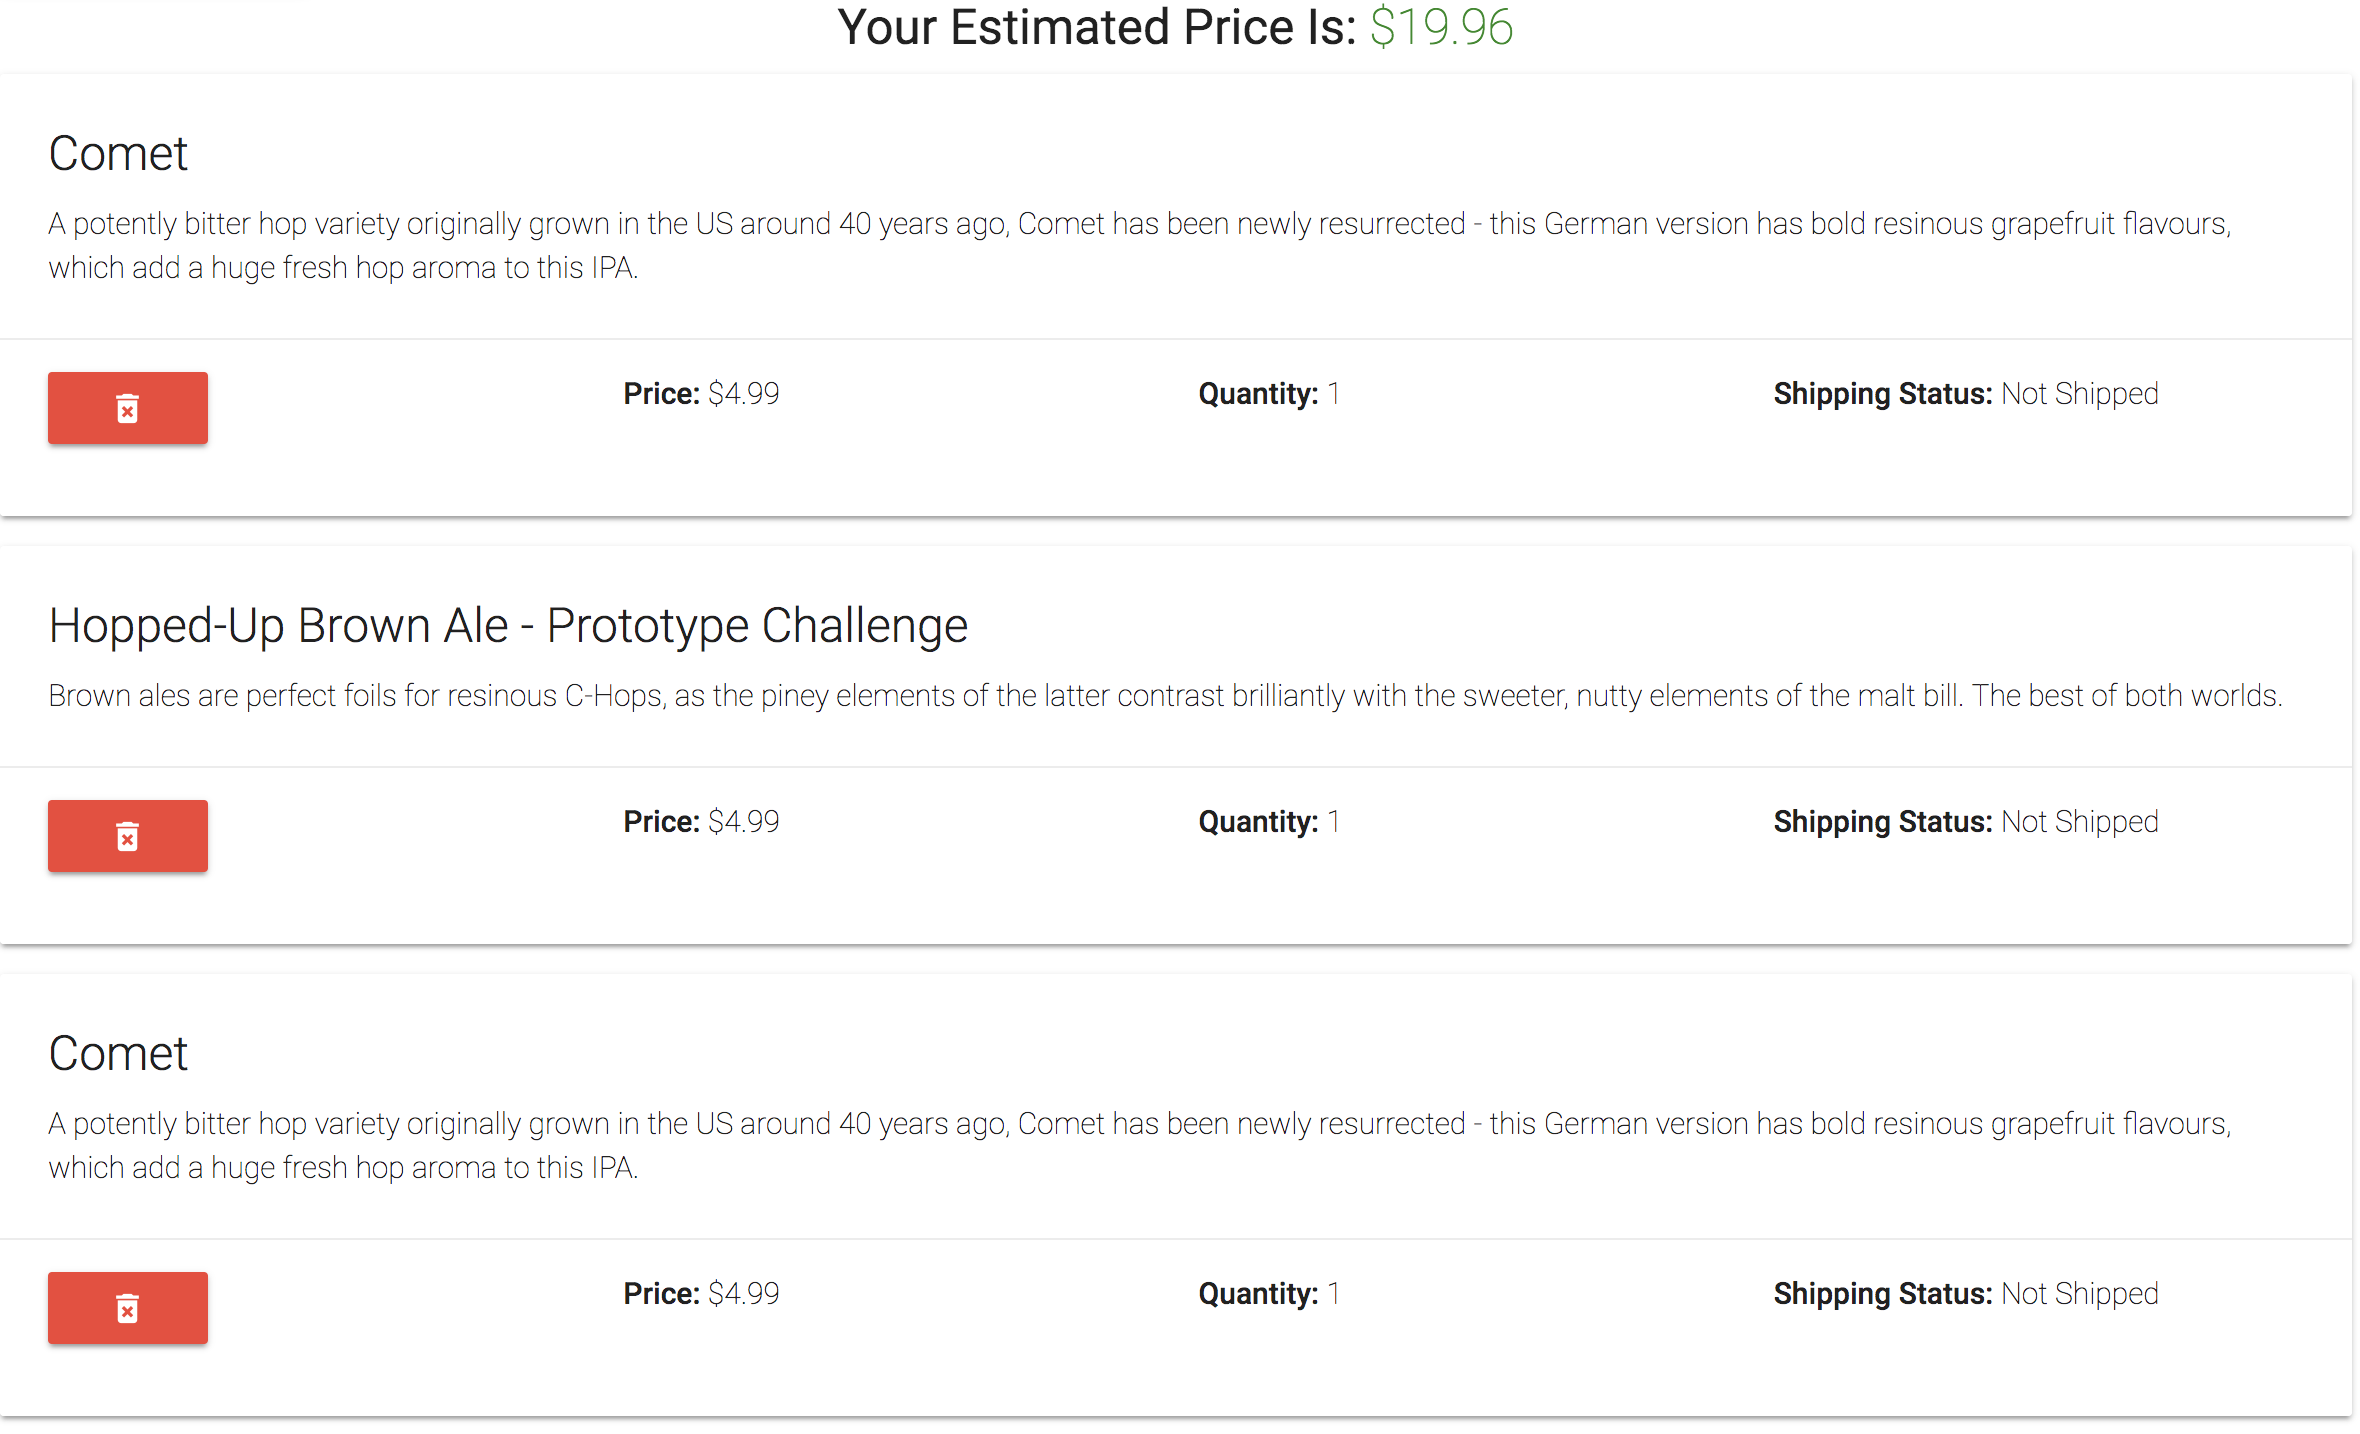 Your Estimated Price Is: $19.96
Comet
A potently bitter hop variety originally grown in the US around 40 years ago, Comet has been newly resurrected - this German version has bold resinous grapefruit flavours,
which add a huge fresh hop aroma to this IPA.
Price: $4.99 Quantity: 1 Shipping Status: Not Shipped
Hopped-Up Brown Ale - Prototype Challenge
Brown ales are perfect foils for resinous C-Hops, as the piney elements of the latter contrast brilliantly with the sweeter, nutty elements of the malt bill. The best of both worlds.
Price: $4.99 Quantity: 1 Shipping Status: Not Shipped
Comet
A potently bitter hop variety originally grown in the US around 40 years ago, Comet has been newly resurrected - this German version has bold resinous grapefruit flavours,
which add a huge fresh hop aroma to this IPA.
Price: $4.99 Quantity: 1 Shipping Status: Not Shipped